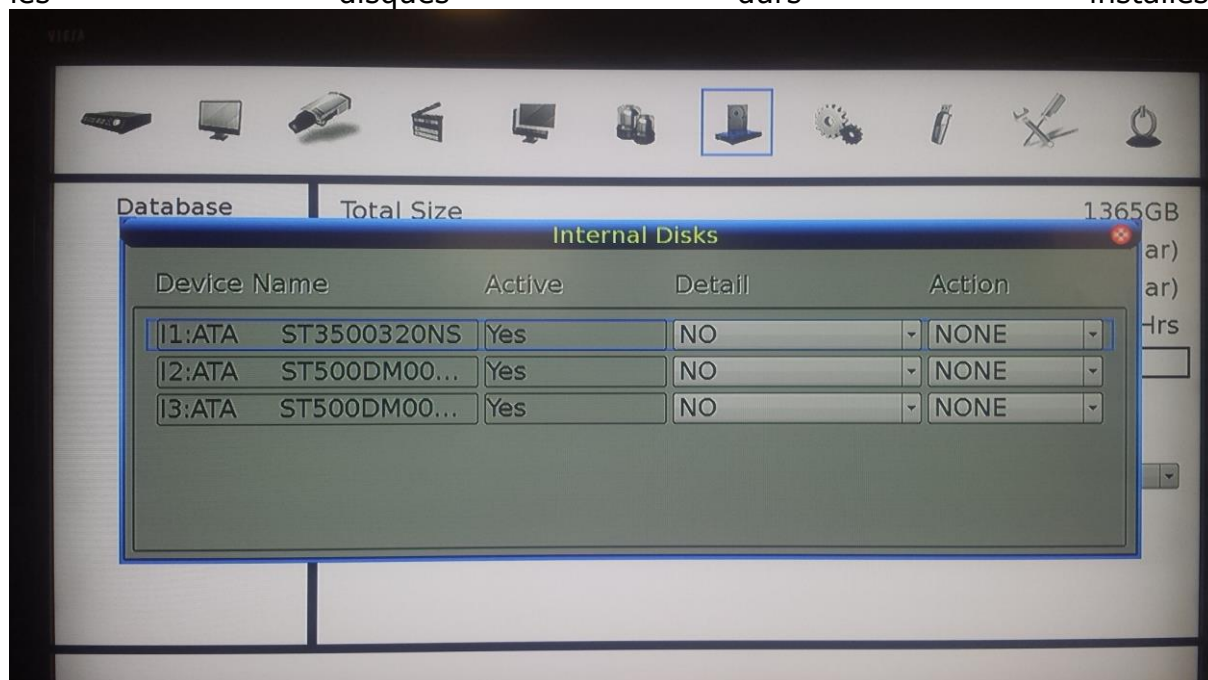 les disques durs installés
Database Total Size 1365GB
Internal Disks
ar)
Device Name Active Detail Action
ar)
Hrs
I1:ATA ST3500320NS Yes NO NONE
I2:ATA ST500DM00... Yes NO NONE
I3:ATA ST500DM00... Yes NO NONE